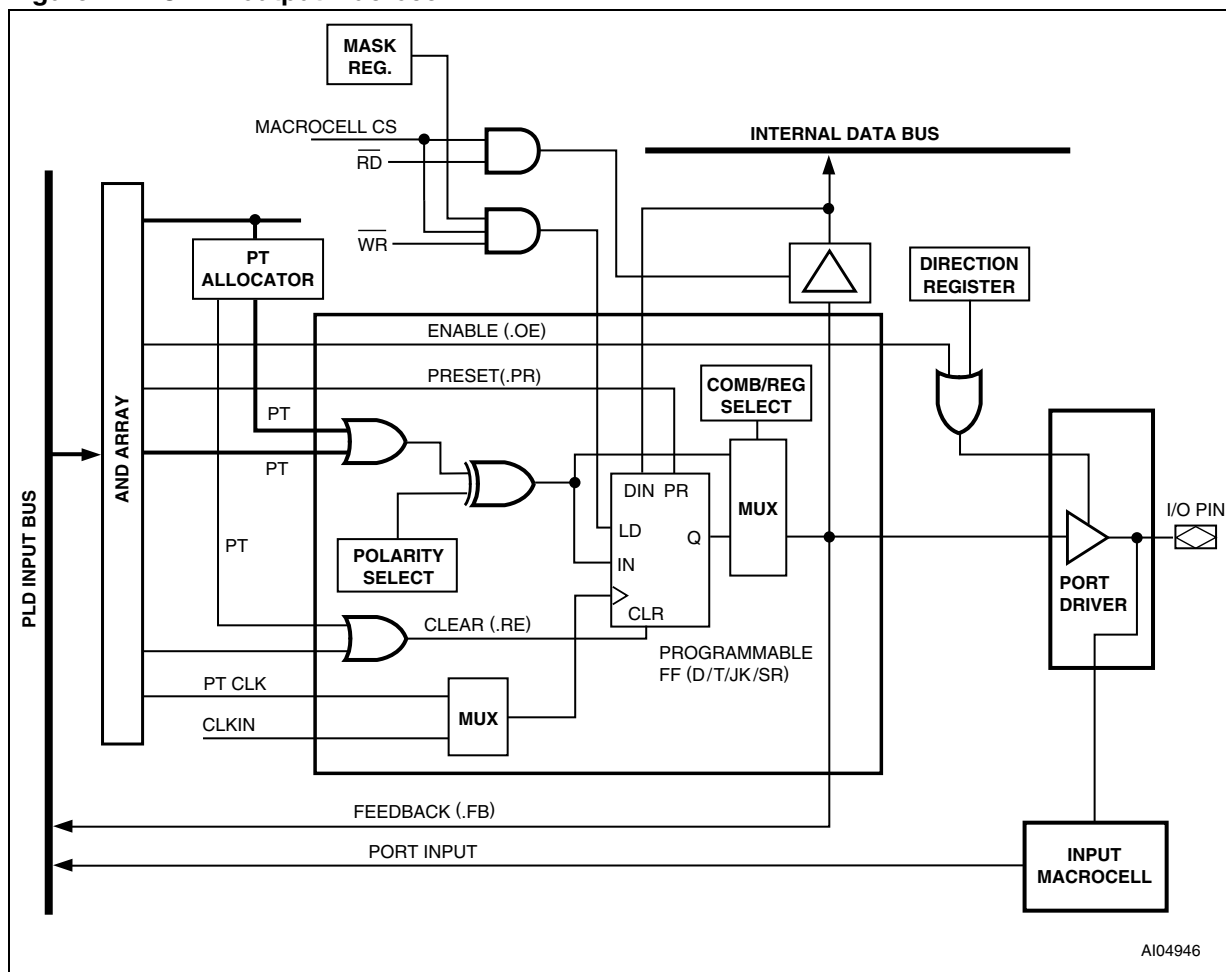 MASK
REG.
MACROCELL CS
RD
WR
INTERNAL DATA BUS
PT
ALLOCATOR
DIRECTION
REGISTER
ENABLE (.OE)
PRESET(.PR)
COMB/REG
SELECT
PT
PT
AND ARRAY
PLD INPUT BUS
DIN PR
MUX
LD
Q
IN
CLR
I/O PIN
POLARITY
SELECT
PT
PORT
DRIVER
CLEAR (.RE)
PROGRAMMABLE
FF (D/T/JK/SR)
PT CLK
MUX
CLKIN
FEEDBACK (.FB)
PORT INPUT
INPUT
MACROCELL
AI04946